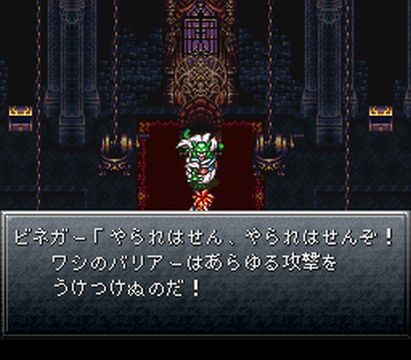 ビネガー「やられはせん、やられはせんぞ！
ワシのバリアーはあらゆる攻撃を
うけつけぬのだ！